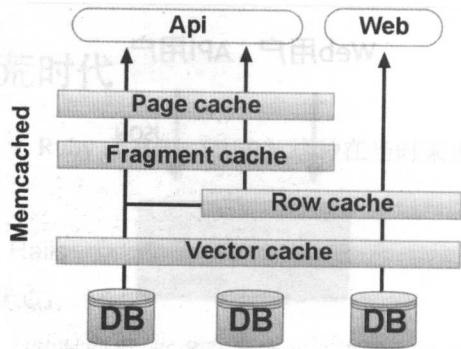 Api
Web
Page cache
Fragment cache
Row cache
Vector cache
Memcached
DB
DB
DB